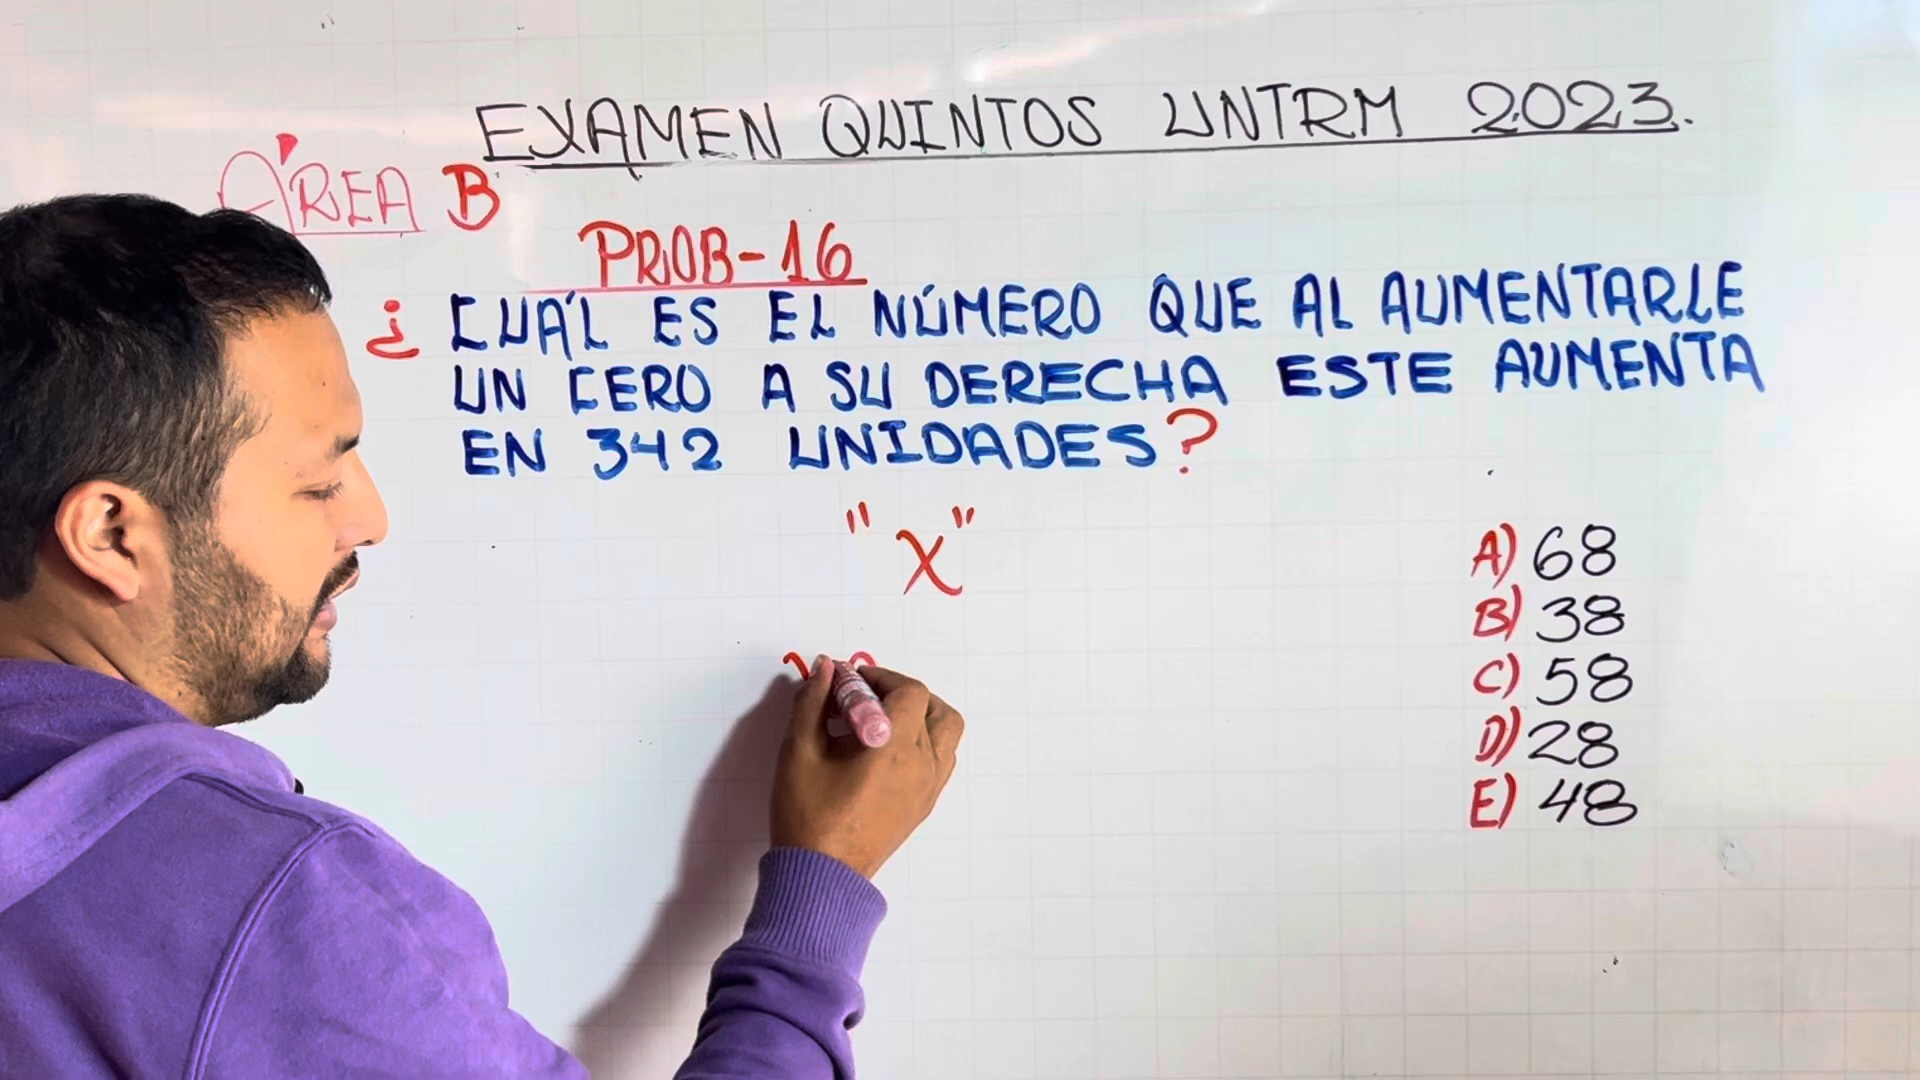 EXAMEN QUINTOS UNTRM 2023.
ÁREA B
PROB-16
¿CUÁL ES EL NÚMERO QUE AL AUMENTARLE
UN CERO A SU DERECHA ESTE AUMENTA
EN 342 UNIDADES?
"X"
A) 68
B) 38
C) 58
D) 28
E) 48